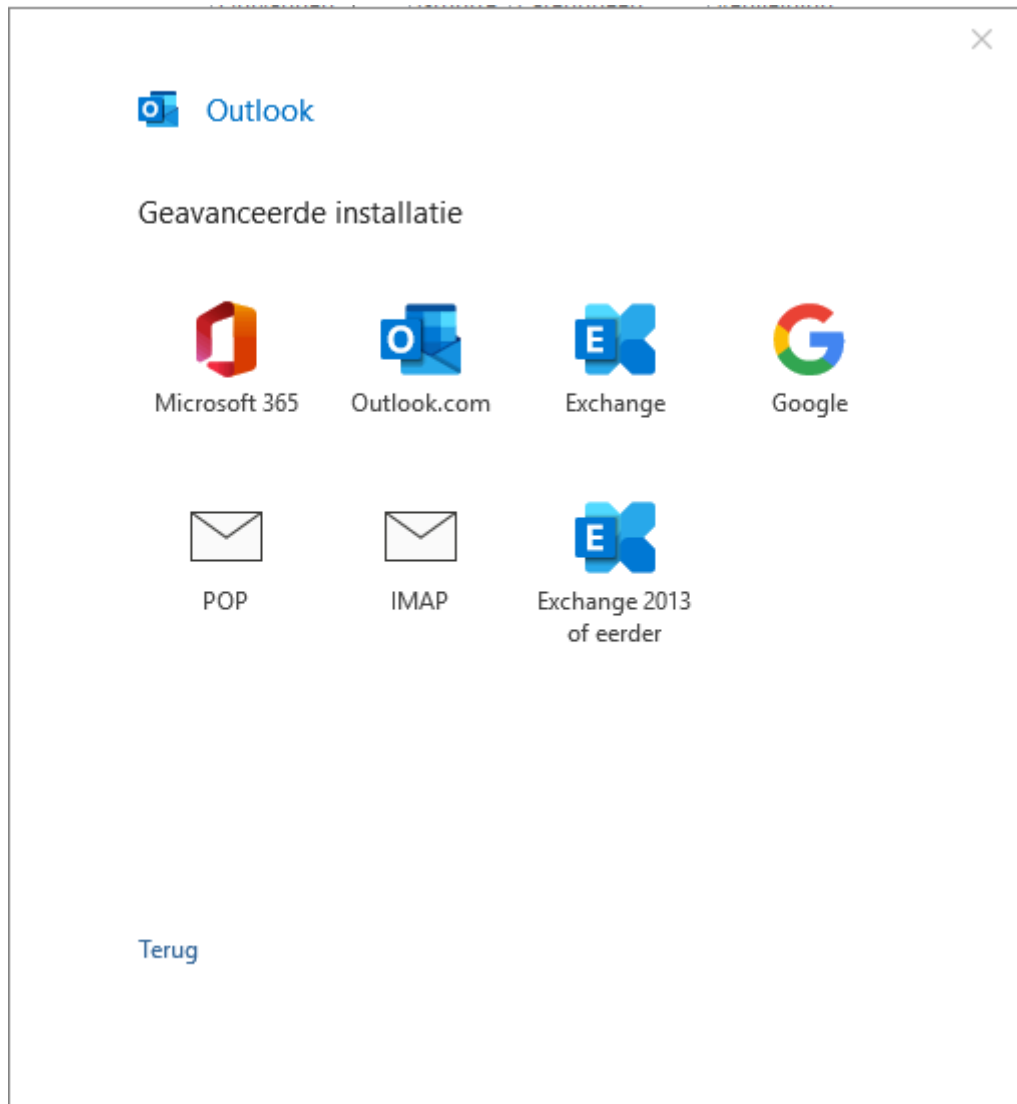 Outlook
Geavanceerde installatie
Microsoft 365
Outlook.com
Exchange
Google
POP
IMAP
Exchange 2013
of eerder
Terug